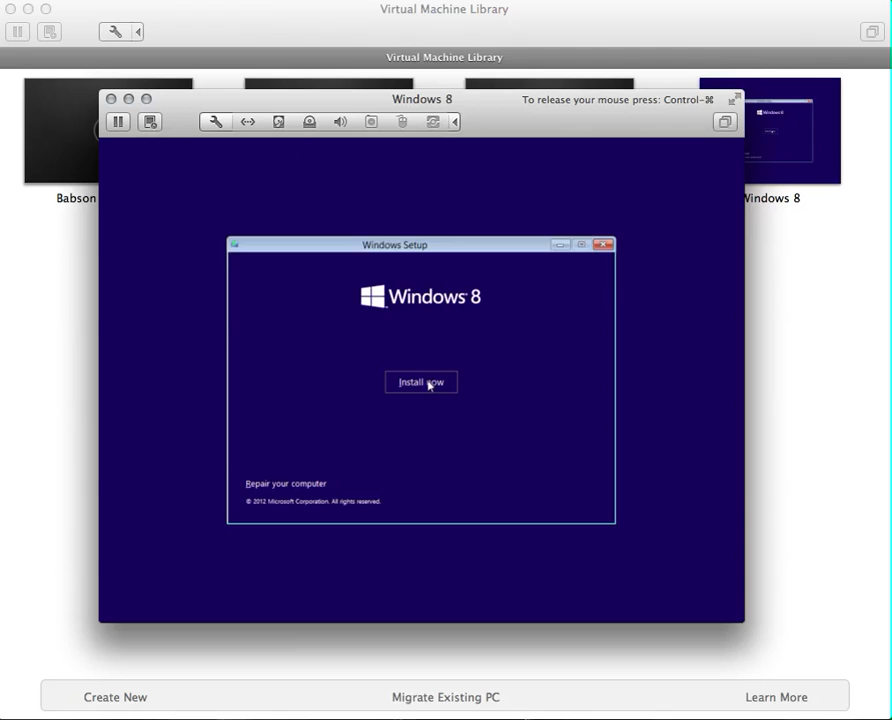 Virtual Machine Library
Virtual Machine Library
Windows 8
To release your mouse press: Control-⌘
Babson
Windows 8
Windows Setup
Windows 8
Install now
Repair your computer
© 2012 Microsoft Corporation. All rights reserved.
Create New
Migrate Existing PC
Learn More